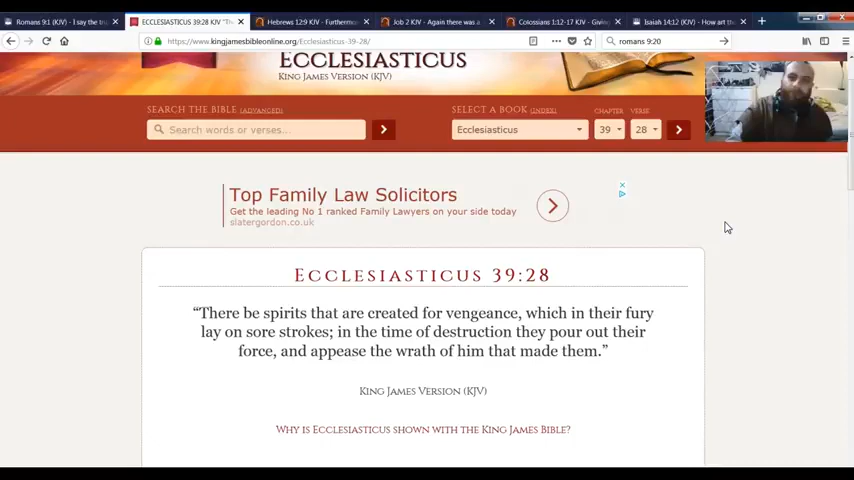 Romans 9:1 (KJV) - I say the tru
ECCLESIASTICUS 39:28 KJV "The
Hebrews 12:9 KJV - Furthermo
Job 2 KJV - Again there was a
Colossians 1:12-17 KJV - Giving
Isaiah 14:12 (KJV) - How art tho
https://www.kingjamesbibleonline.org/Ecclesiasticus-39-28/
romans 9:20
Ecclesiasticus
King James Version (KJV)
Search the Bible (Advanced)
Select a Book (Index)
Chapter
Verse
Search words or verses...
Ecclesiasticus
39
28
Top Family Law Solicitors
Get the leading No 1 ranked Family Lawyers on your side today
slatergordon.co.uk
Ecclesiasticus 39:28
“There be spirits that are created for vengeance, which in their fury
lay on sore strokes; in the time of destruction they pour out their
force, and appease the wrath of him that made them.”
King James Version (KJV)
Why is Ecclesiasticus shown with the King James Bible?